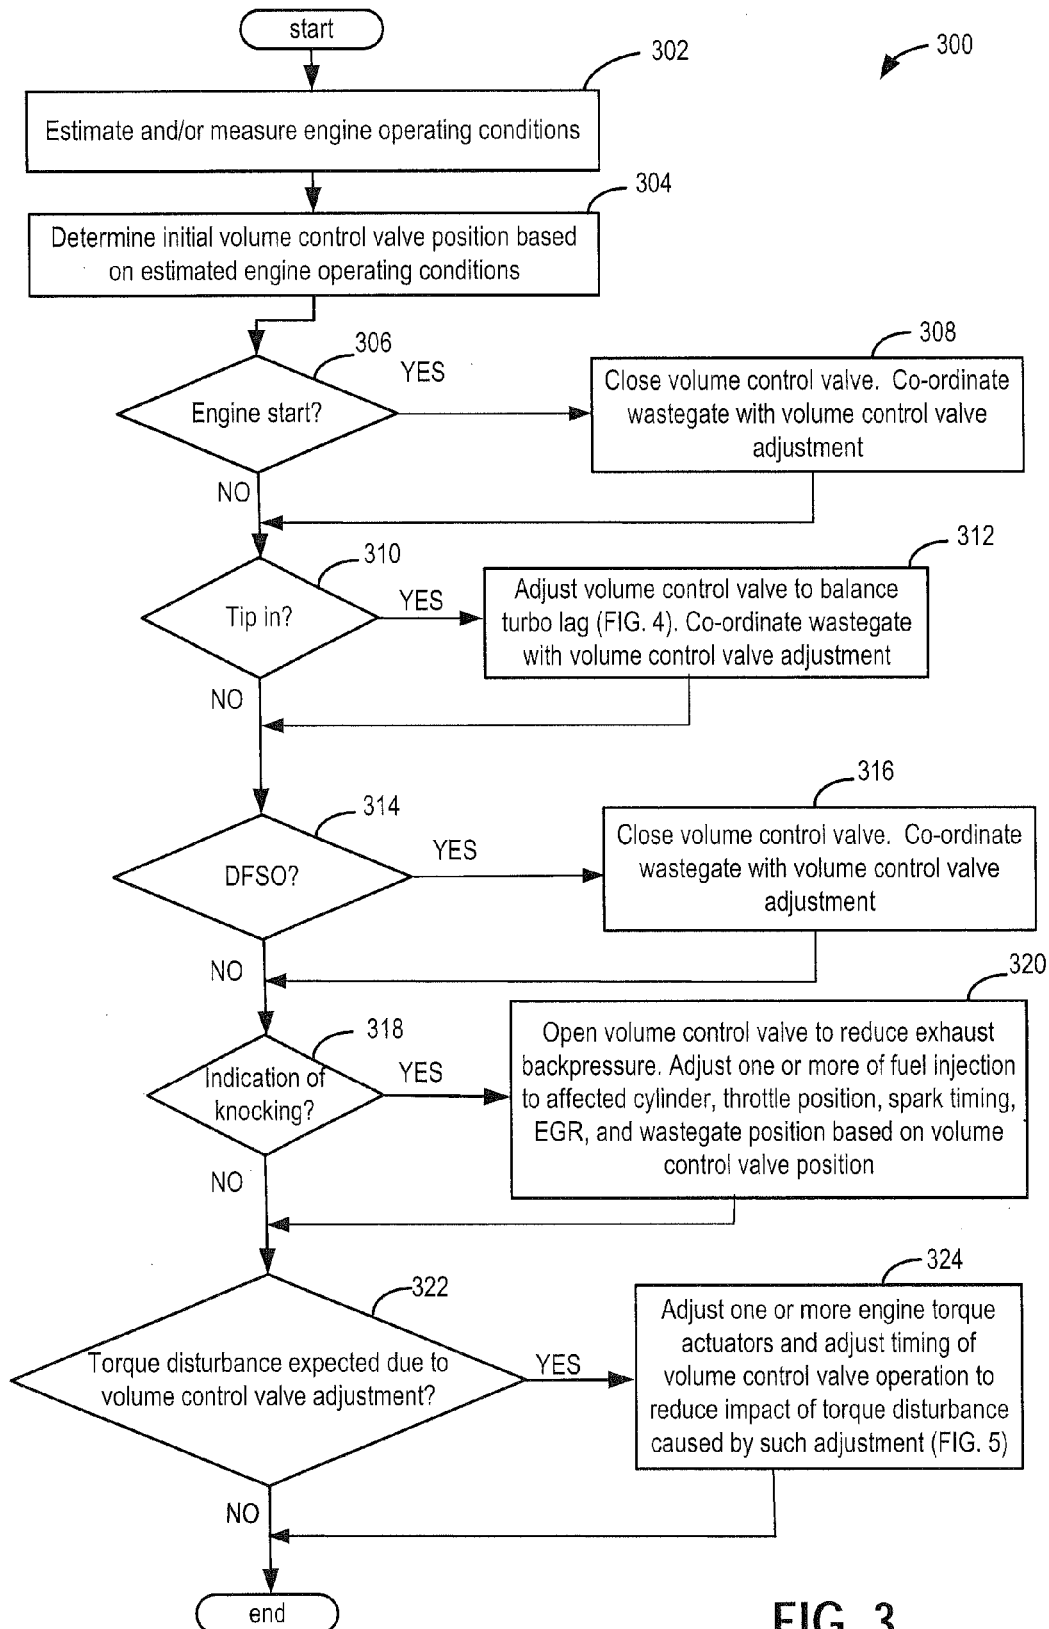 start
302
300
Estimate and/or measure engine operating conditions
304
Determine initial volume control valve position based
on estimated engine operating conditions
306
308
YES
Engine start?
Close volume control valve. Co-ordinate
wastegate with volume control valve
adjustment
NO
310
312
YES
Tip in?
Adjust volume control valve to balance
turbo lag (FIG. 4). Co-ordinate wastegate
with volume control valve adjustment
NO
314
316
YES
DFSO?
Close volume control valve. Co-ordinate
wastegate with volume control valve
adjustment
NO
318
320
YES
Indication of
knocking?
Open volume control valve to reduce exhaust
backpressure. Adjust one or more of fuel injection
to affected cylinder, throttle position, spark timing,
EGR, and wastegate position based on volume
control valve position
NO
322
324
Torque disturbance expected due to
volume control valve adjustment?
YES
Adjust one or more engine torque
actuators and adjust timing of
volume control valve operation to
reduce impact of torque disturbance
caused by such adjustment (FIG. 5)
NO
end
FIG. 3